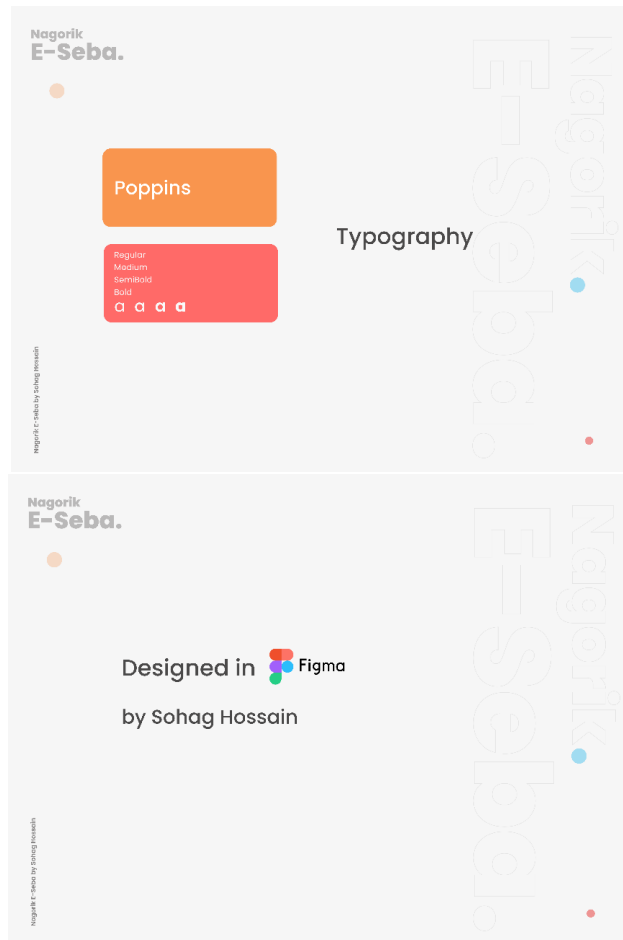 Nagorik
E-Seba.
Nagorik
E-Seba.
Poppins
Typography
Regular
Medium
SemiBold
Bold
a a a a
Nagorik E-Seba by Sohag Hossain
Nagorik
E-Seba.
Nagorik
E-Seba.
Designed in Figma
by Sohag Hossain
Nagorik E-Seba by Sohag Hossain